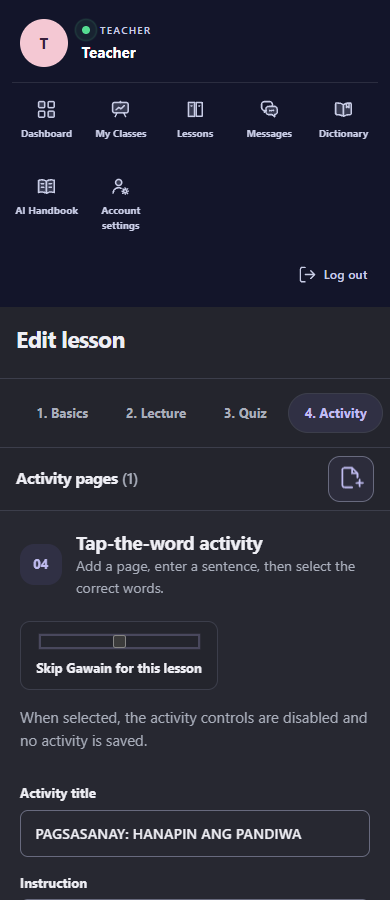 T
TEACHER
Teacher
Dashboard
My Classes
Lessons
Messages
Dictionary
AI Handbook
Account
settings
Log out
Edit lesson
1. Basics
2. Lecture
3. Quiz
4. Activity
Activity pages (1)
04
Tap-the-word activity
Add a page, enter a sentence, then select the
correct words.
Skip Gawain for this lesson
When selected, the activity controls are disabled and
no activity is saved.
Activity title
PAGSASANAY: HANAPIN ANG PANDIWA
Instruction